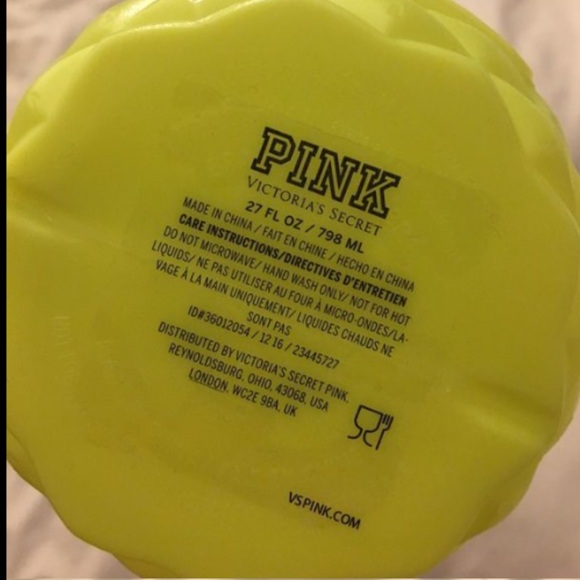 PINK
VICTORIA'S SECRET
27 FL OZ / 798 ML
MADE IN CHINA / FAIT EN CHINE / HECHO EN CHINA
CARE INSTRUCTIONS/DIRECTIVES D'ENTRETIEN
DO NOT MICROWAVE/ HAND WASH ONLY/ NOT FOR HOT
LIQUIDS/ NE PAS UTILISER AU FOUR À MICRO-ONDES/LA-
VAGE À LA MAIN UNIQUEMENT/ LIQUIDES CHAUDS NE
SONT PAS
ID#36012054 / 12 16 / 23445727
DISTRIBUTED BY VICTORIA'S SECRET PINK,
REYNOLDSBURG, OHIO, 43068, USA
LONDON, WC2E 9BA, UK
VSPINK.COM